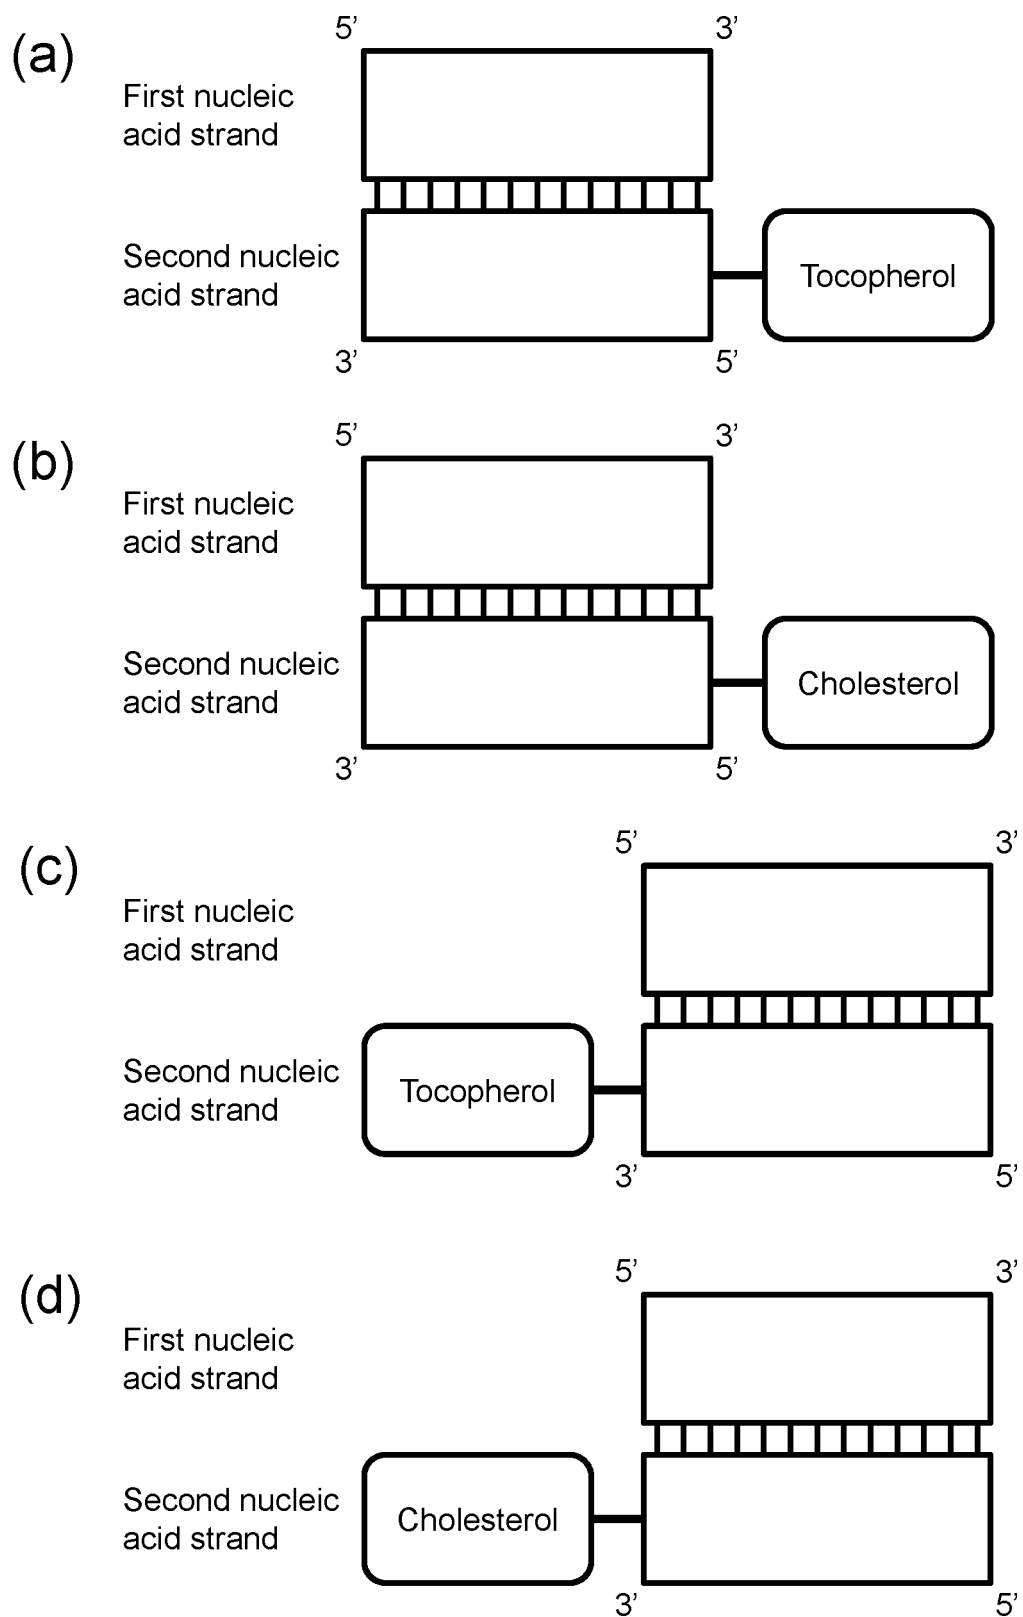 (a)
5’ 3’
First nucleic
acid strand
Second nucleic
acid strand
Tocopherol
3’ 5’
(b)
5’ 3’
First nucleic
acid strand
Second nucleic
acid strand
Cholesterol
3’ 5’
(c)
5’ 3’
First nucleic
acid strand
Second nucleic
acid strand
Tocopherol
3’ 5’
(d)
5’ 3’
First nucleic
acid strand
Second nucleic
acid strand
Cholesterol
3’ 5’